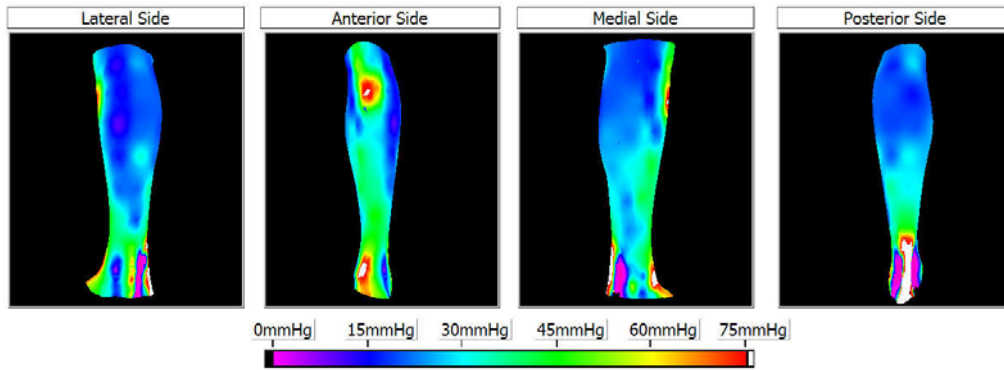 Lateral Side
Anterior Side
Medial Side
Posterior Side
0mmHg 15mmHg 30mmHg 45mmHg 60mmHg 75mmHg